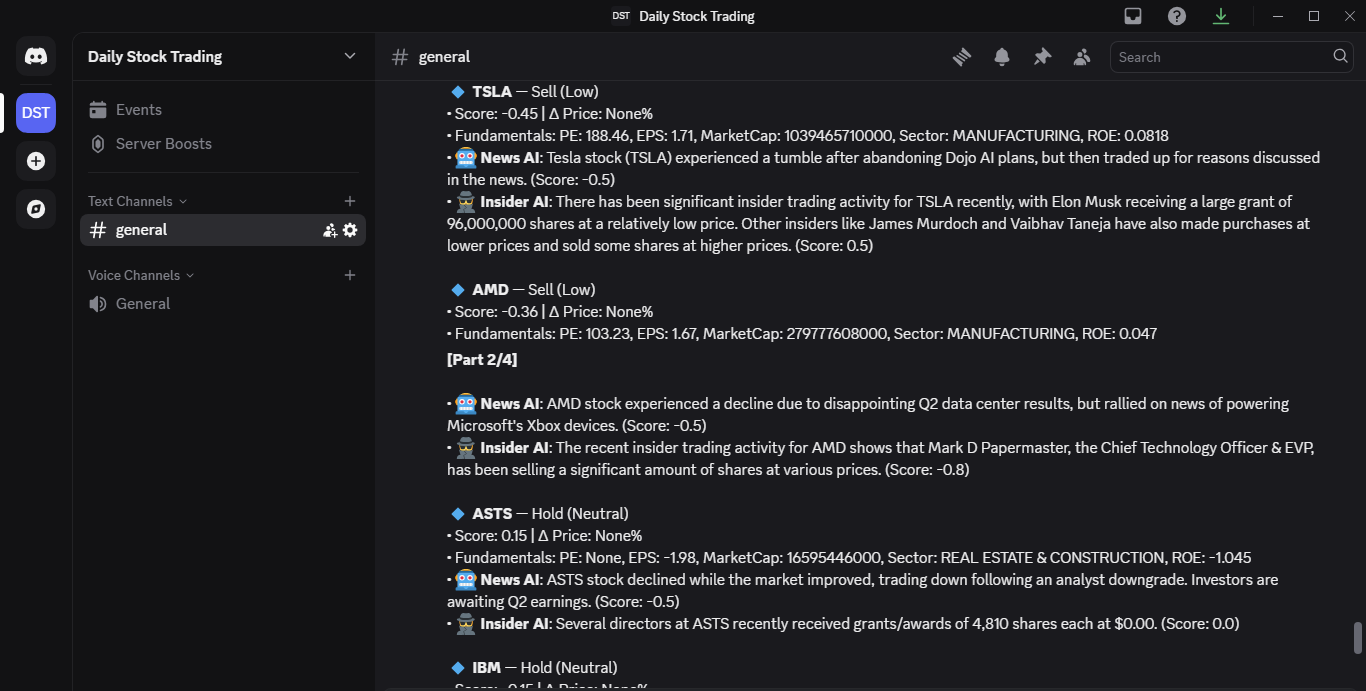 DST Daily Stock Trading
Daily Stock Trading
# general
Search
DST
Events
Server Boosts
Text Channels
# general
Voice Channels
General
TSLA — Sell (Low)
• Score: -0.45 | Δ Price: None%
• Fundamentals: PE: 188.46, EPS: 1.71, MarketCap: 1039465710000, Sector: MANUFACTURING, ROE: 0.0818
• News AI: Tesla stock (TSLA) experienced a tumble after abandoning Dojo AI plans, but then traded up for reasons discussed
in the news. (Score: -0.5)
• Insider AI: There has been significant insider trading activity for TSLA recently, with Elon Musk receiving a large grant of
96,000,000 shares at a relatively low price. Other insiders like James Murdoch and Vaibhav Taneja have also made purchases at
lower prices and sold some shares at higher prices. (Score: 0.5)
AMD — Sell (Low)
• Score: -0.36 | Δ Price: None%
• Fundamentals: PE: 103.23, EPS: 1.67, MarketCap: 279777608000, Sector: MANUFACTURING, ROE: 0.047
[Part 2/4]
• News AI: AMD stock experienced a decline due to disappointing Q2 data center results, but rallied on news of powering
Microsoft's Xbox devices. (Score: -0.5)
• Insider AI: The recent insider trading activity for AMD shows that Mark D Papermaster, the Chief Technology Officer & EVP,
has been selling a significant amount of shares at various prices. (Score: -0.8)
ASTS — Hold (Neutral)
• Score: 0.15 | Δ Price: None%
• Fundamentals: PE: None, EPS: -1.98, MarketCap: 16595446000, Sector: REAL ESTATE & CONSTRUCTION, ROE: -1.045
• News AI: ASTS stock declined while the market improved, trading down following an analyst downgrade. Investors are
awaiting Q2 earnings. (Score: -0.5)
• Insider AI: Several directors at ASTS recently received grants/awards of 4,810 shares each at $0.00. (Score: 0.0)
IBM — Hold (Neutral)
• Score: -0.15 | Δ Price: None%